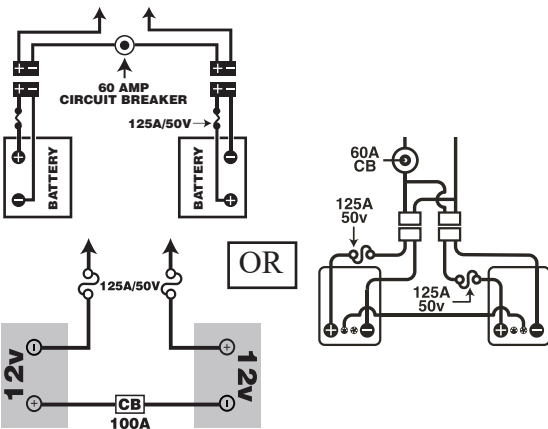 + − + −
+ − + −
60 AMP
CIRCUIT BREAKER
125A/50V
+ −
BATTERY
− +
BATTERY
125A/50V
OR
12v
− +
12v
+ −
CB
100A
60A
CB
125A
50v
125A
50v
+ −
+ −